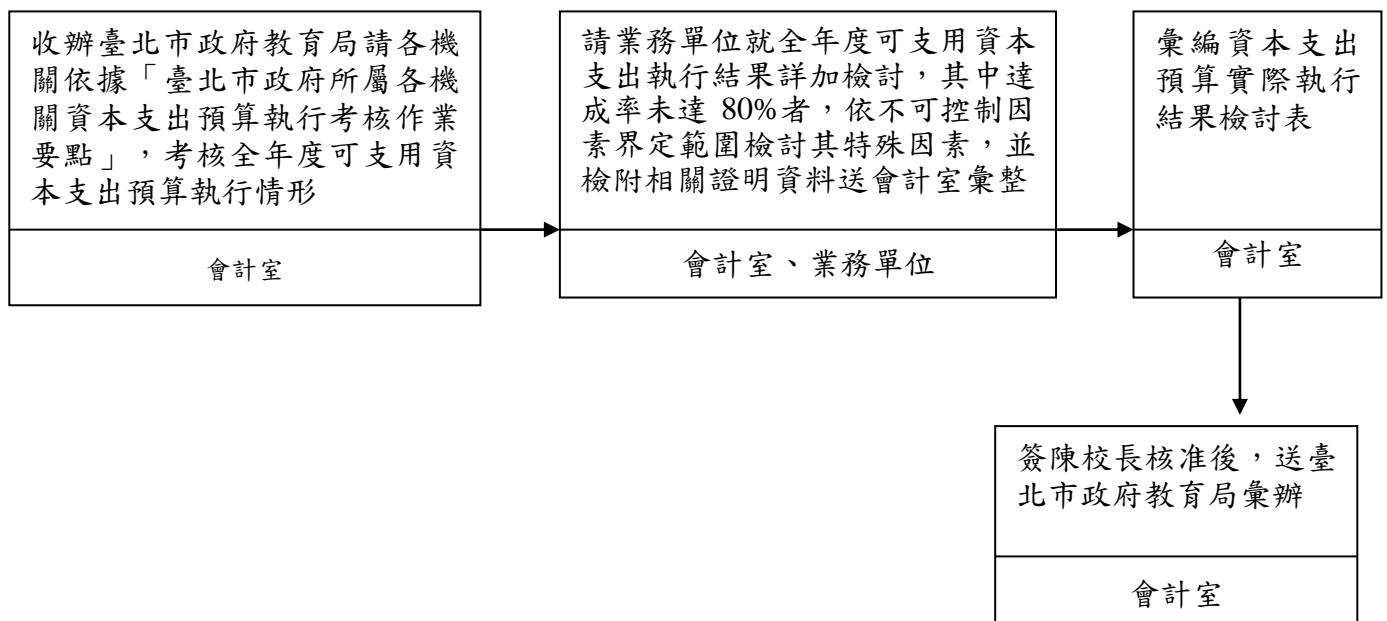 收辦臺北市政府教育局請各機
關依據「臺北市政府所屬各機
關資本支出預算執行考核作業
要點」，考核全年度可支用資
本支出預算執行情形
會計室
請業務單位就全年度可支用資本
支出執行結果詳加檢討，其中達
成率未達 80%者，依不可控制因
素界定範圍檢討其特殊因素，並
檢附相關證明資料送會計室彙整
會計室、業務單位
彙編資本支出
預算實際執行
結果檢討表
會計室
簽陳校長核准後，送臺
北市政府教育局彙辦
會計室